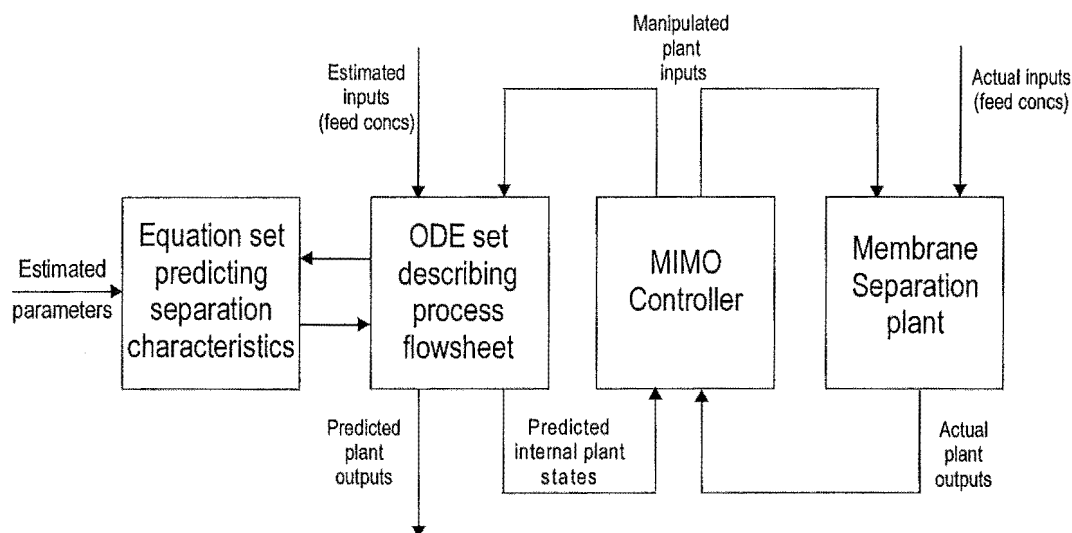 Manipulated
plant
inputs
Estimated
inputs
(feed concs)
Actual inputs
(feed concs)
Estimated
parameters
Equation set
predicting
separation
characteristics
ODE set
describing
process
flowsheet
MIMO
Controller
Membrane
Separation
plant
Predicted
plant
outputs
Predicted
internal plant
states
Actual
plant
outputs